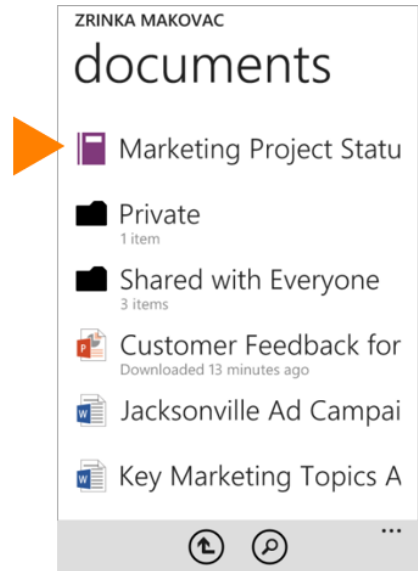 ZRINKA MAKOVAC
documents
Marketing Project Statu
Private
1 item
Shared with Everyone
3 items
Customer Feedback for
Downloaded 13 minutes ago
Jacksonville Ad Campai
Key Marketing Topics A
...